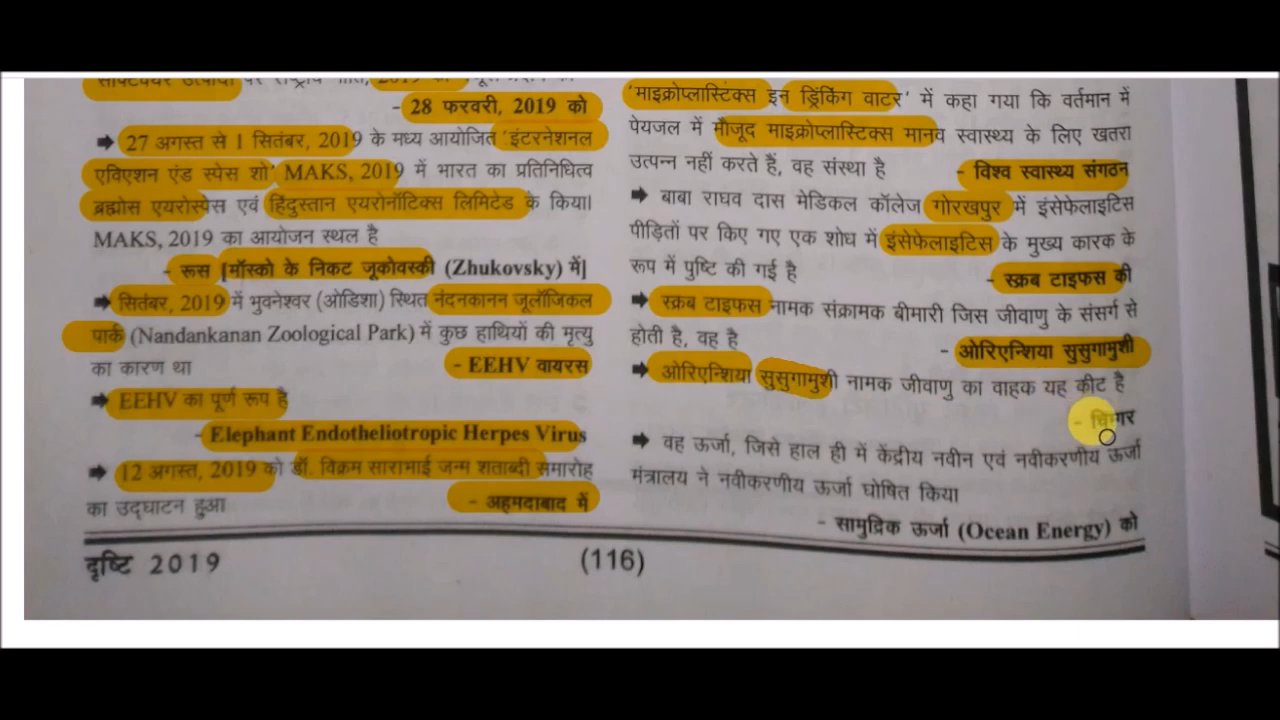 - 28 फरवरी, 2019 को
➡ 27 अगस्त से 1 सितंबर, 2019 के मध्य आयोजित 'इंटरनेशनल
एविएशन एंड स्पेस शो' MAKS, 2019 में भारत का प्रतिनिधित्व
ब्रह्मोस एयरोस्पेस एवं हिंदुस्तान एयरोनॉटिक्स लिमिटेड के किया।
MAKS, 2019 का आयोजन स्थल है
- रूस [मॉस्को के निकट जूकोवस्की (Zhukovsky) में]
➡ सितंबर, 2019 में भुवनेश्वर (ओडिशा) स्थित नंदनकानन जूलॉजिकल
पार्क (Nandankanan Zoological Park) में कुछ हाथियों की मृत्यु
का कारण था
- EEHV वायरस
➡ EEHV का पूर्ण रूप है
- Elephant Endotheliotropic Herpes Virus
➡ 12 अगस्त, 2019 को डॉ. विक्रम साराभाई जन्म शताब्दी समारोह
का उद्घाटन हुआ
- अहमदाबाद में
'माइक्रोप्लास्टिक्स इन ड्रिंकिंग वाटर' में कहा गया कि वर्तमान में
पेयजल में मौजूद माइक्रोप्लास्टिक्स मानव स्वास्थ्य के लिए खतरा
उत्पन्न नहीं करते हैं, वह संस्था है
- विश्व स्वास्थ्य संगठन
➡ बाबा राघव दास मेडिकल कॉलेज गोरखपुर में इंसेफेलाइटिस
पीड़ितों पर किए गए एक शोध में इंसेफेलाइटिस के मुख्य कारक के
रूप में पुष्टि की गई है
- स्क्रब टाइफस की
➡ स्क्रब टाइफस नामक संक्रामक बीमारी जिस जीवाणु के संसर्ग से
होती है, वह है
- ओरिएन्शिया सुसुगामुशी
➡ ओरिएन्शिया सुसुगामुशी नामक जीवाणु का वाहक यह कीट है
- चिगर
➡ वह ऊर्जा, जिसे हाल ही में केंद्रीय नवीन एवं नवीकरणीय ऊर्जा
मंत्रालय ने नवीकरणीय ऊर्जा घोषित किया
- सामुद्रिक ऊर्जा (Ocean Energy) को
दृष्टि 2019
(116)